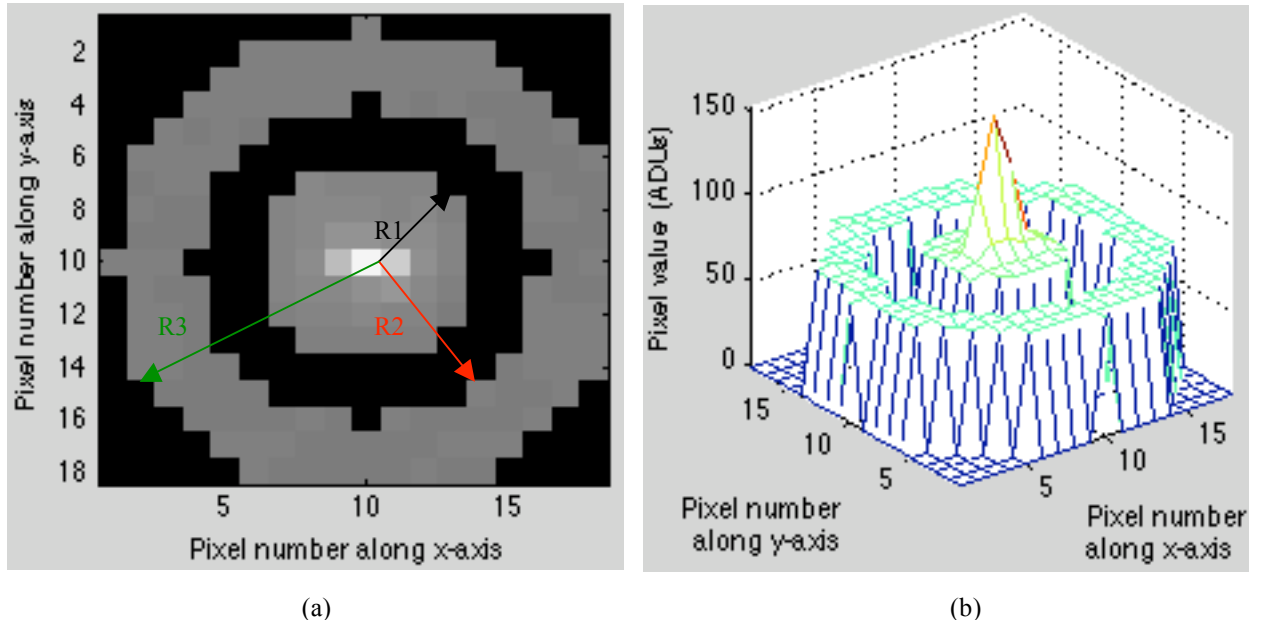 2
4
6
8
10
12
14
16
18
Pixel number along y-axis
R1
R2
R3
5
10
15
Pixel number along x-axis
(a)
150
100
50
0
Pixel value (ADUs)
15
10
5
Pixel number
along y-axis
5
10
15
Pixel number
along x-axis
(b)